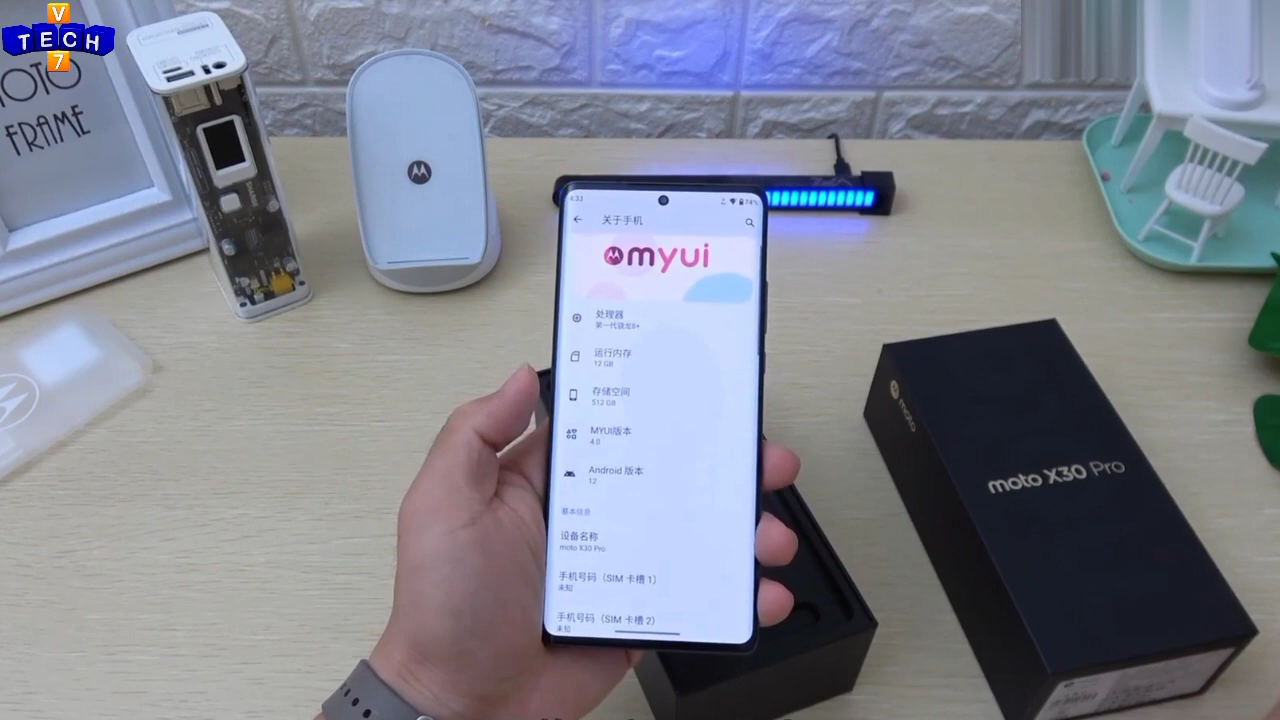 V
TECH
7
PHOTO
FRAME
4:33
74%
关于手机
myui
处理器
第一代骁龙8+
运行内存
12 GB
存储空间
512 GB
MYUI版本
4.0
Android 版本
12
基本信息
设备名称
moto X30 Pro
手机号码（SIM 卡槽 1）
未知
手机号码（SIM 卡槽 2）
未知
moto
moto X30 Pro